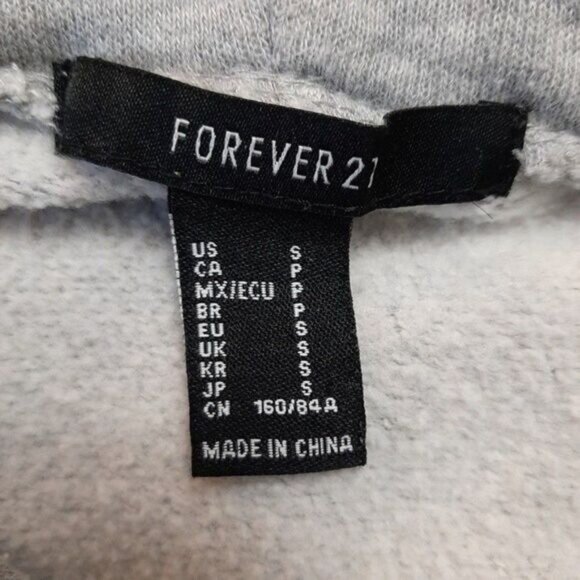 FOREVER 21
US S
CA P
MX/ECU P
BR P
EU S
UK S
KR S
JP S
CN 160/84A
MADE IN CHINA